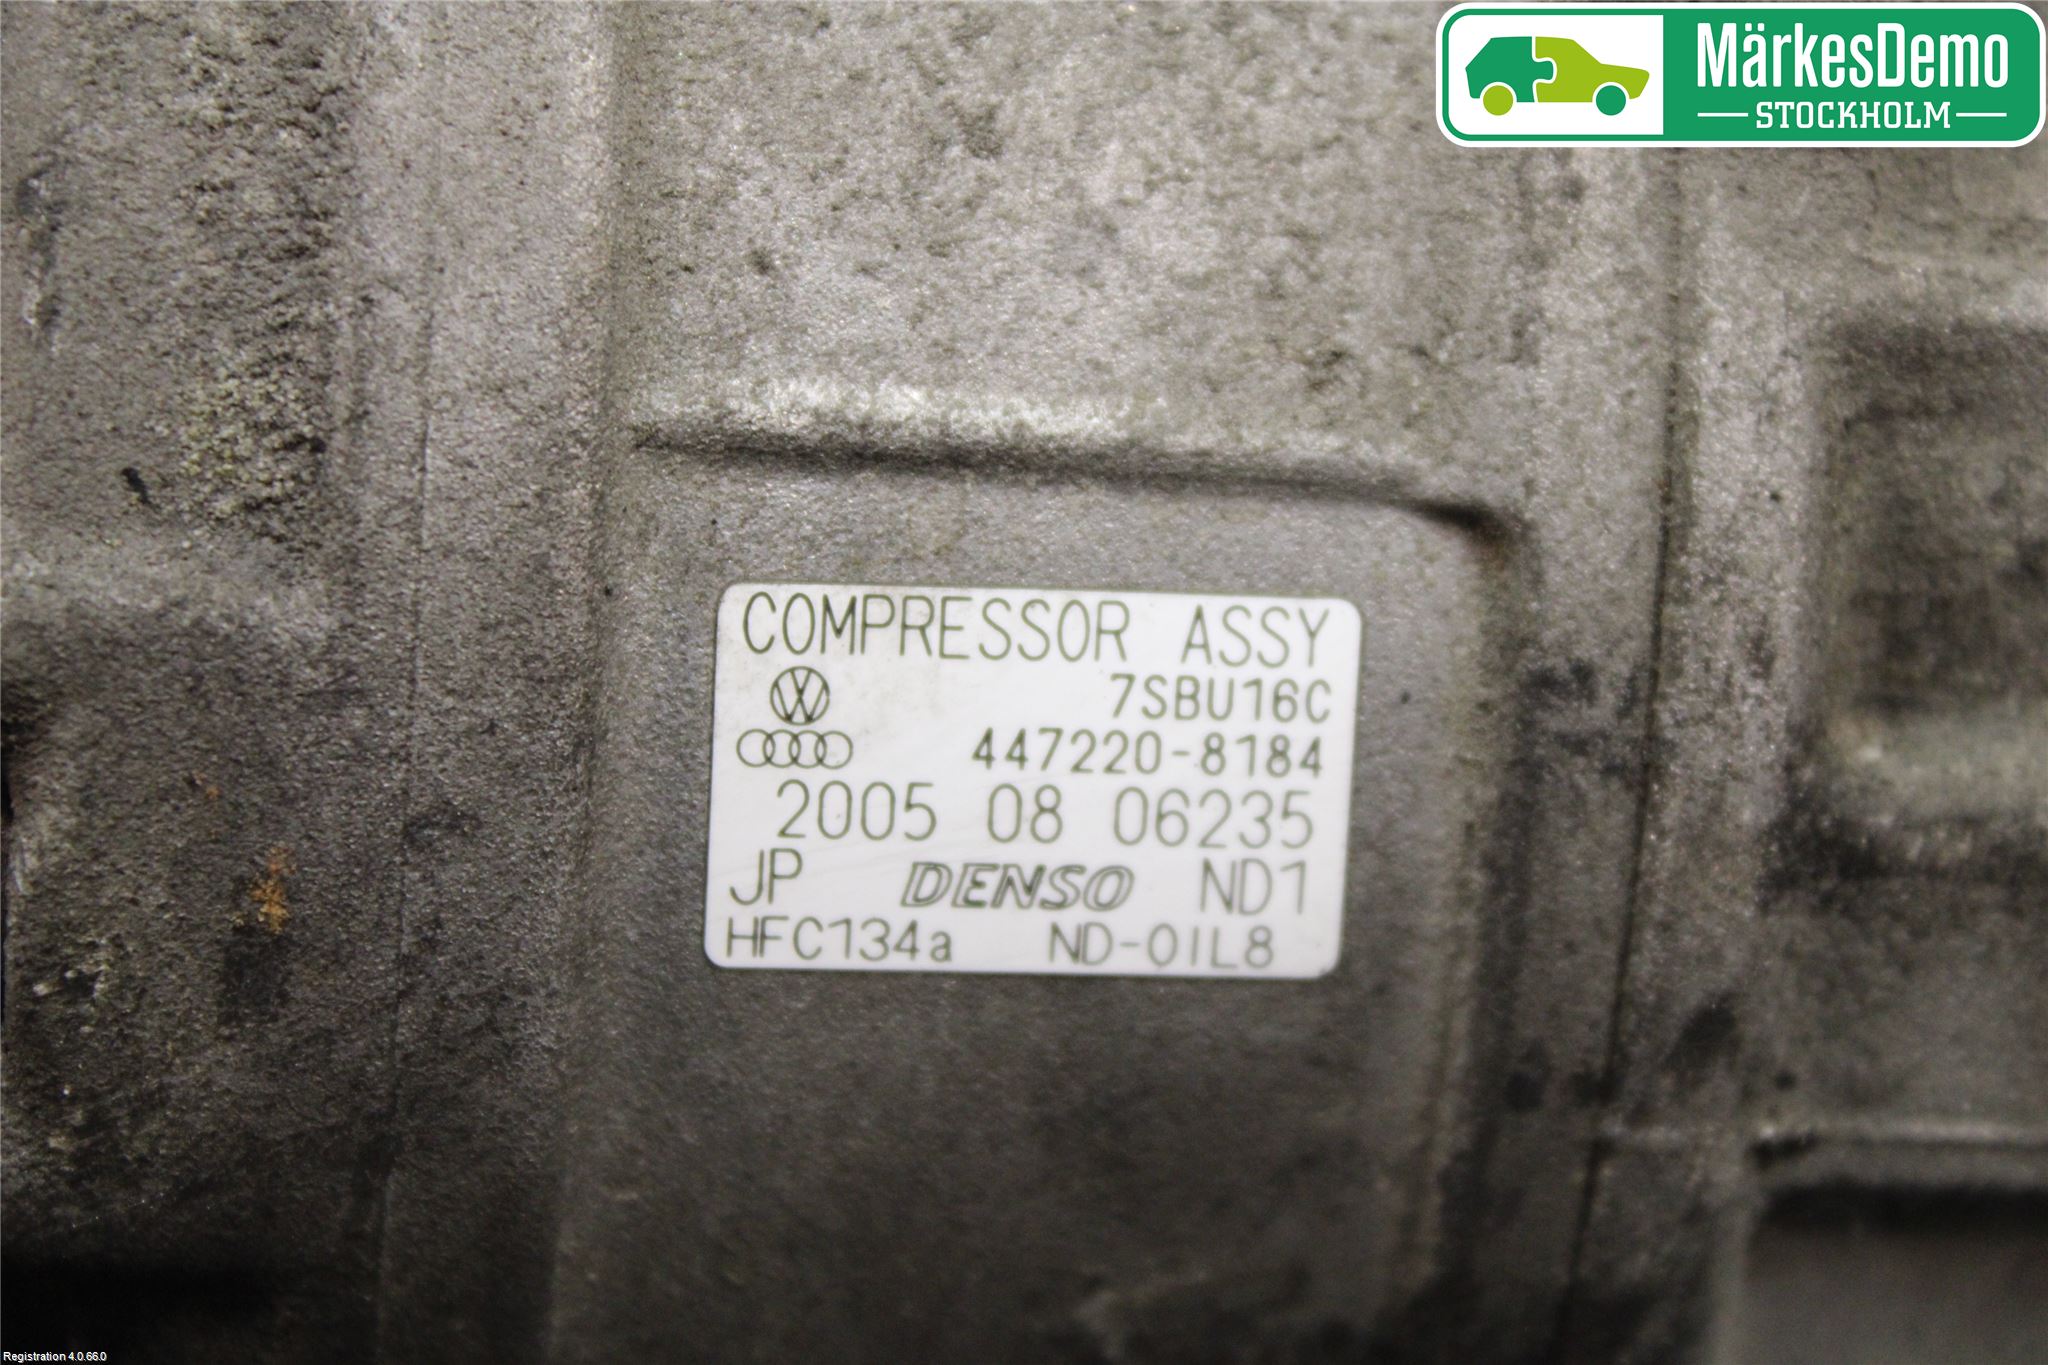 MärkesDemo
STOCKHOLM
COMPRESSOR ASSY
7SBU16C
447220-8184
2005 08 06235
JP DENSO ND1
HFC134a ND-OIL8
Registration 4.0.66.0